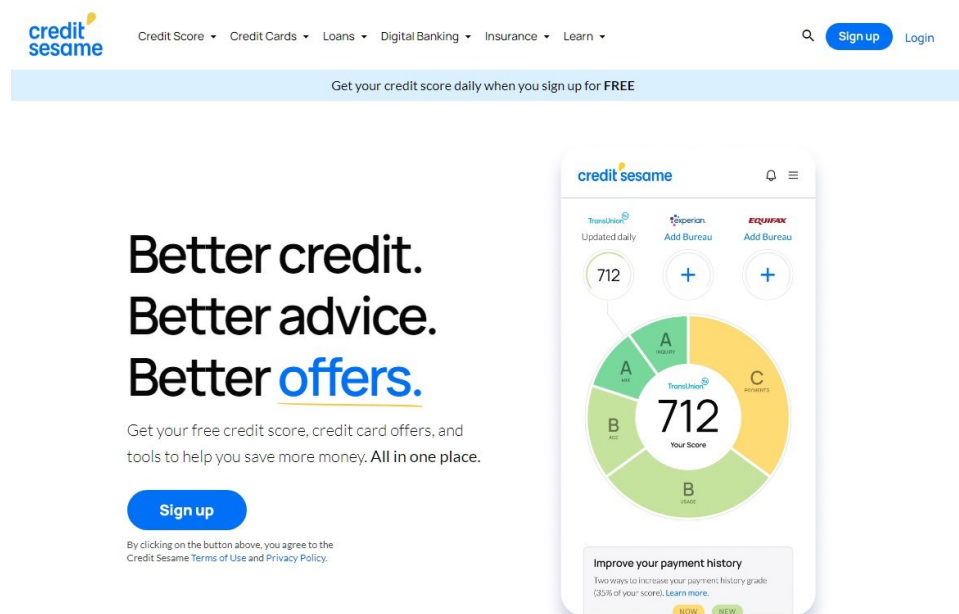 credit
sesame
Credit Score
Credit Cards
Loans
Digital Banking
Insurance
Learn
Sign up
Login
Get your credit score daily when you sign up for FREE
Better credit.
Better advice.
Better offers.
Get your free credit score, credit card offers, and
tools to help you save more money. All in one place.
Sign up
By clicking on the button above, you agree to the
Credit Sesame Terms of Use and Privacy Policy.
credit sesame
TransUnion
experian.
EQUIFAX
Updated daily
Add Bureau
Add Bureau
712
+
+
A
INQUIRY
A
MIX
C
PAYMENTS
B
AGE
B
USAGE
TransUnion
712
Your Score
Improve your payment history
Two ways to increase your payment history grade
(35% of your score). Learn more.
NOW
NEW